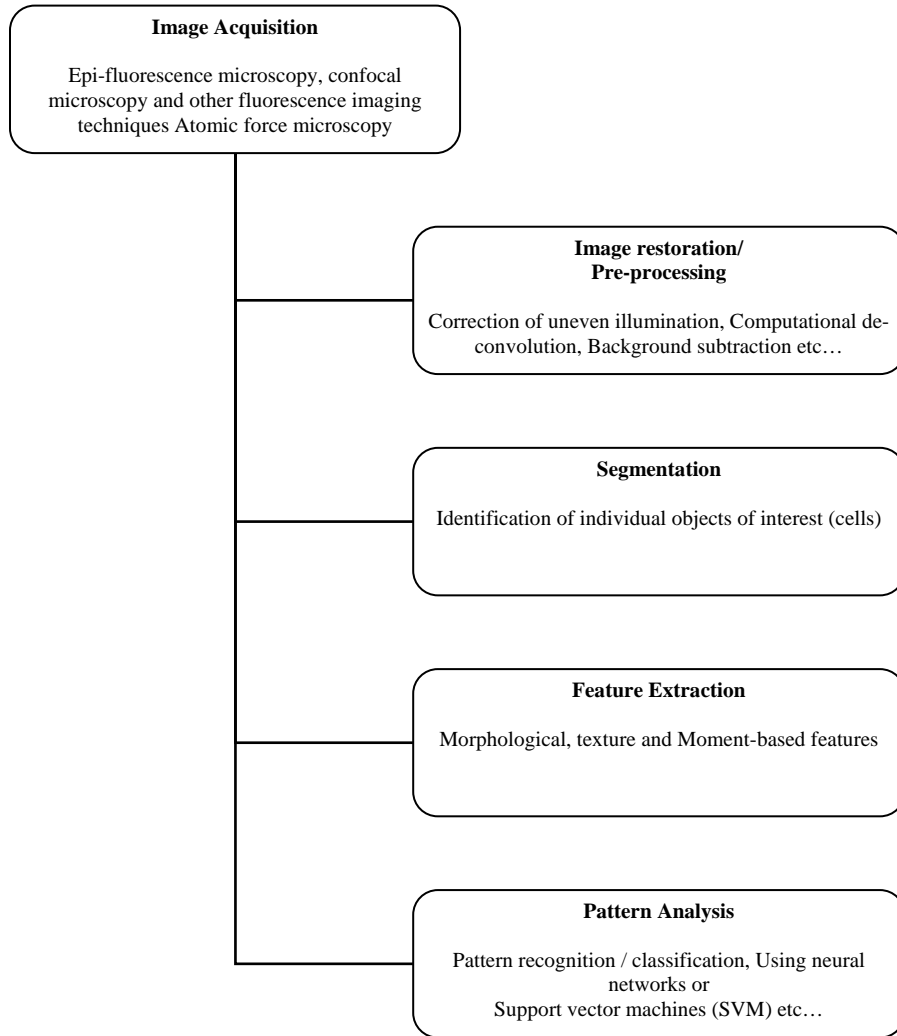 Image Acquisition
Epi-fluorescence microscopy, confocal
microscopy and other fluorescence imaging
techniques Atomic force microscopy
Image restoration/
Pre-processing
Correction of uneven illumination, Computational de-
convolution, Background subtraction etc…
Segmentation
Identification of individual objects of interest (cells)
Feature Extraction
Morphological, texture and Moment-based features
Pattern Analysis
Pattern recognition / classification, Using neural
networks or
Support vector machines (SVM) etc…